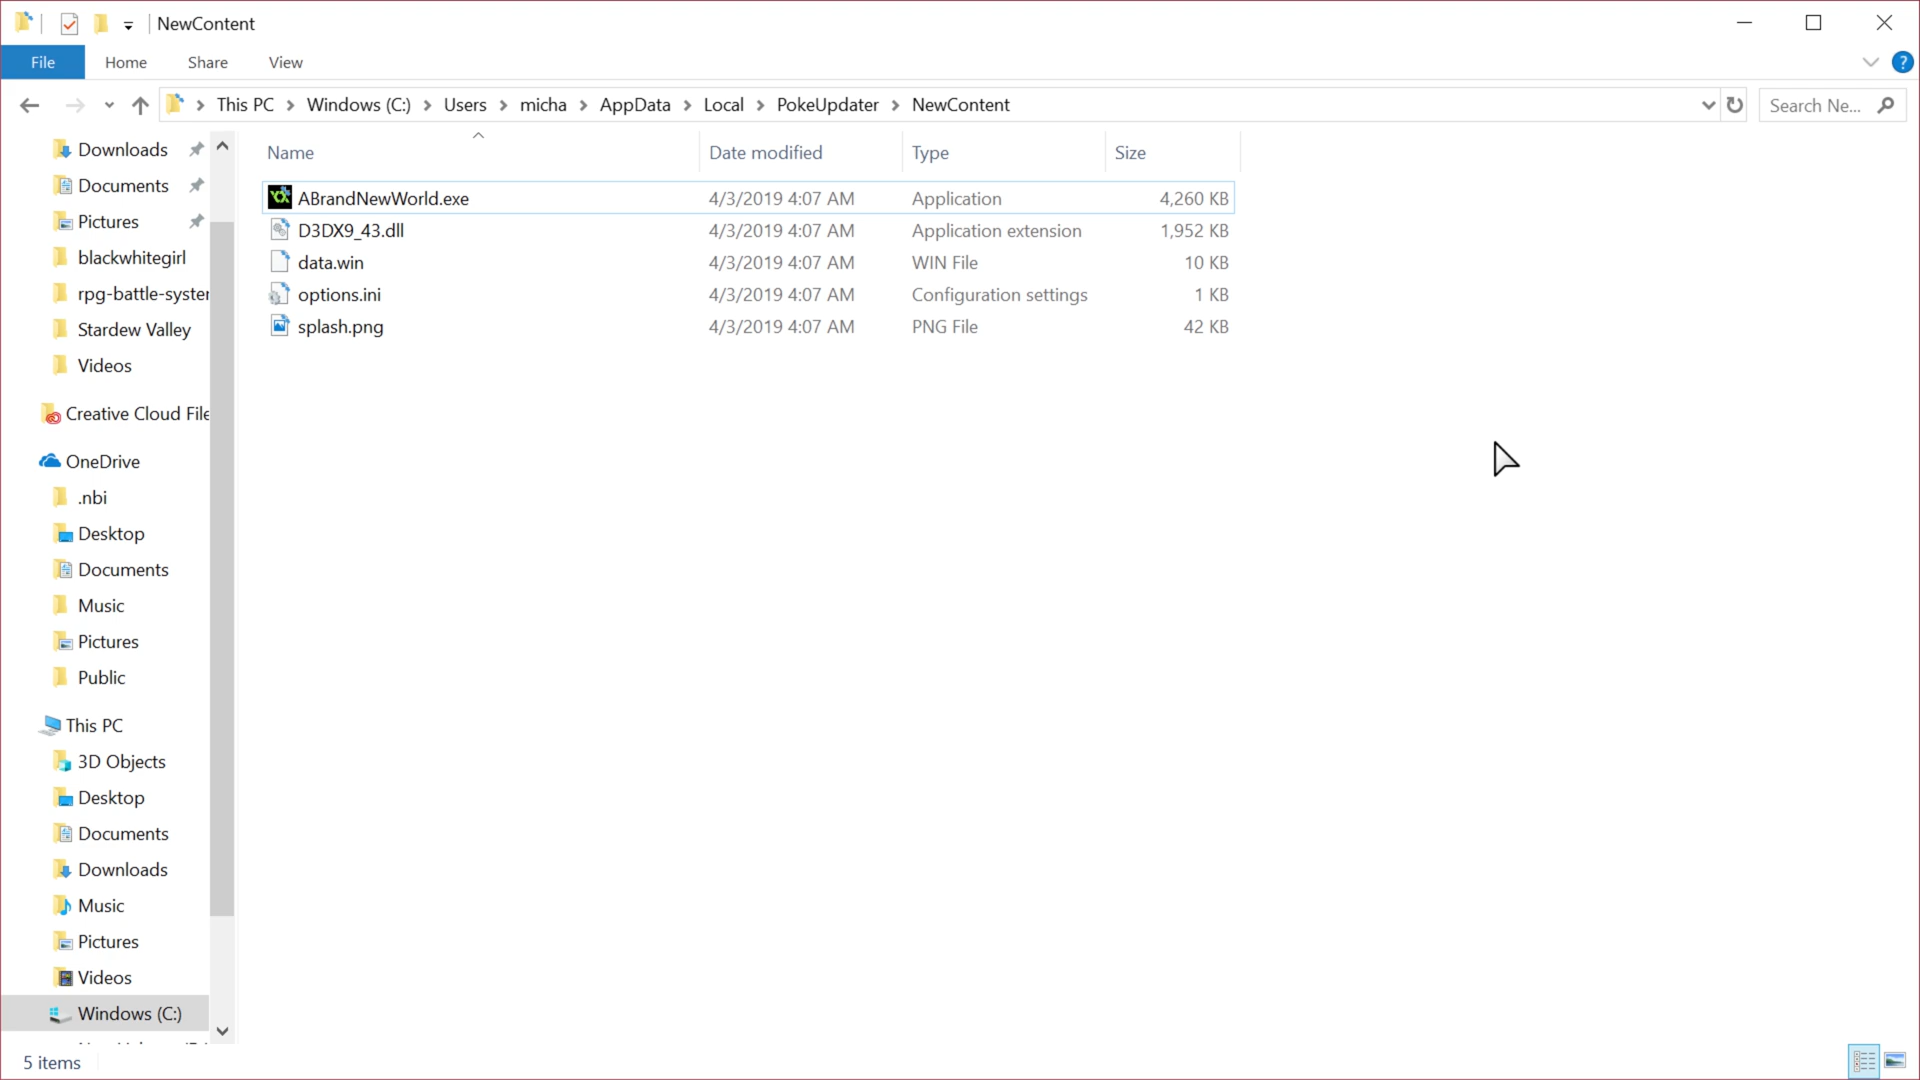 NewContent
File Home Share View ?
This PC Windows (C:) Users micha AppData Local PokeUpdater NewContent Search Ne...
Name Date modified Type Size
ABrandNewWorld.exe 4/3/2019 4:07 AM Application 4,260 KB
D3DX9_43.dll 4/3/2019 4:07 AM Application extension 1,952 KB
data.win 4/3/2019 4:07 AM WIN File 10 KB
options.ini 4/3/2019 4:07 AM Configuration settings 1 KB
splash.png 4/3/2019 4:07 AM PNG File 42 KB
Downloads
Documents
Pictures
blackwhitegirl
rpg-battle-syster
Stardew Valley
Videos
Creative Cloud File
OneDrive
.nbi
Desktop
Documents
Music
Pictures
Public
This PC
3D Objects
Desktop
Documents
Downloads
Music
Pictures
Videos
Windows (C:)
5 items